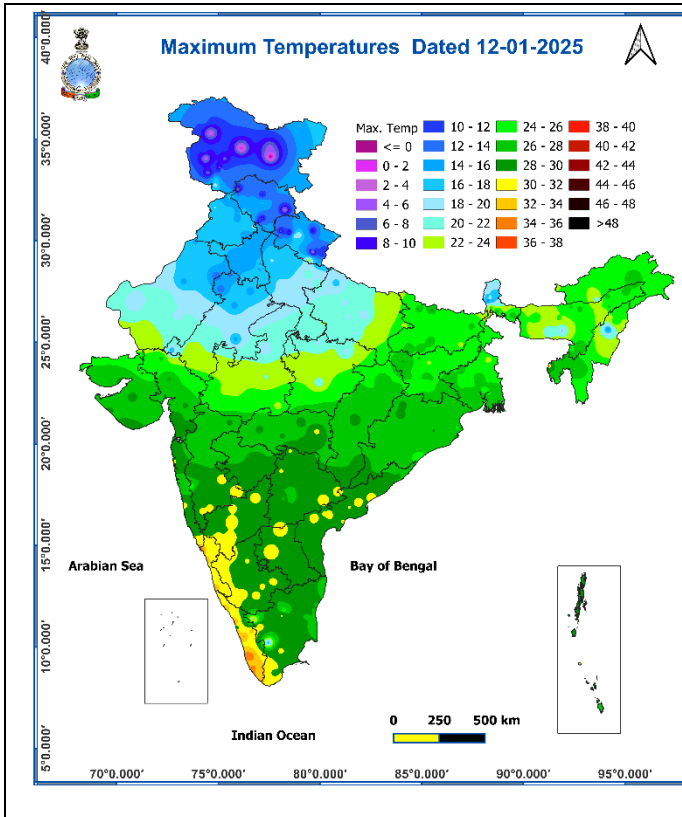 Maximum Temperatures Dated 12-01-2025
Max. Temp
<= 0
0 - 2
2 - 4
4 - 6
6 - 8
8 - 10
10 - 12
12 - 14
14 - 16
16 - 18
18 - 20
20 - 22
22 - 24
24 - 26
26 - 28
28 - 30
30 - 32
32 - 34
34 - 36
36 - 38
38 - 40
40 - 42
42 - 44
44 - 46
46 - 48
>48
40°0.000'
35°0.000'
30°0.000'
25°0.000'
20°0.000'
15°0.000'
10°0.000'
5°0.000'
Arabian Sea
Bay of Bengal
Indian Ocean
0 250 500 km
70°0.000' 75°0.000' 80°0.000' 85°0.000' 90°0.000' 95°0.000'